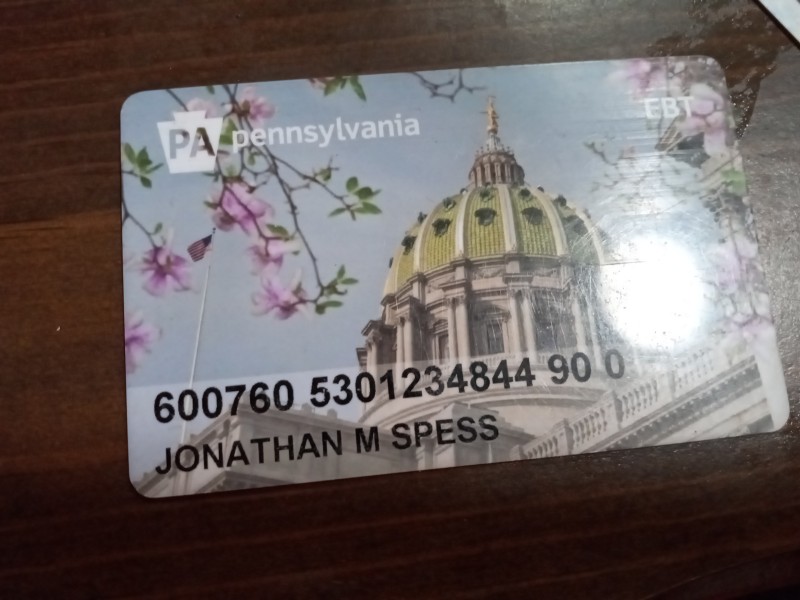 PA pennsylvania
EBT
600760 5301234844 90 0
JONATHAN M SPESS